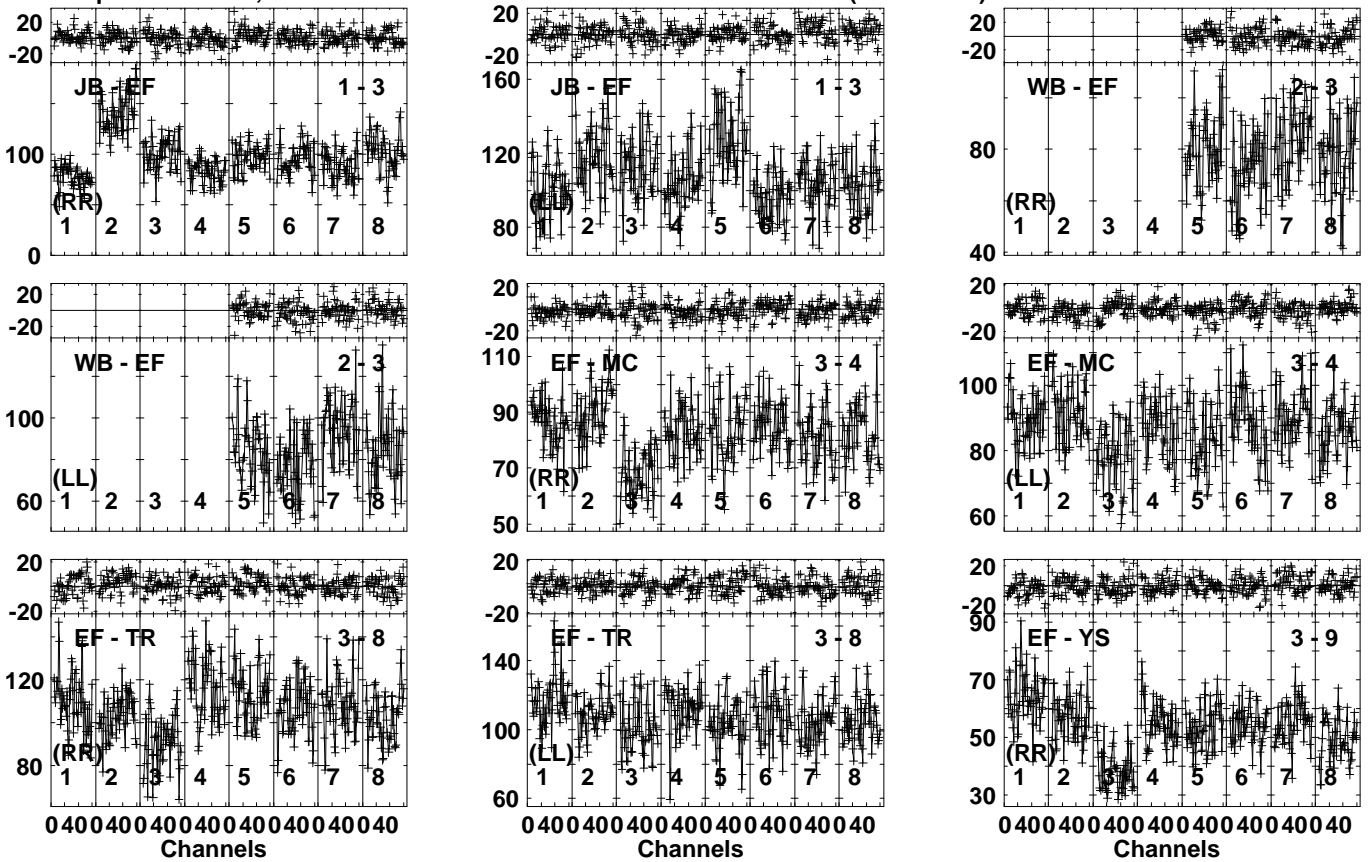 20 20 20
-20 -20 -20
JB - EF 1 - 3 160 JB - EF 1 - 3 WB - EF 2 - 3
100 120 80
(RR) (LL) (RR)
1 2 3 4 5 6 7 8 80 1 2 3 4 5 6 7 8 1 2 3 4 5 6 7 8
0 40
20 20 20
-20 -20 -20
WB - EF 2 - 3 110 EF - MC 3 - 4 100 EF - MC 3 - 4
100 90 80
(LL) 70 (RR) (LL)
60 1 2 3 4 5 6 7 8 50 1 2 3 4 5 6 7 8 60 1 2 3 4 5 6 7 8
20 20 20
-20 -20 -20
EF - TR 3 - 8 EF - TR 3 - 8 90 EF - YS 3 - 9
120 140 70
100 50
(RR) (LL) (RR)
80 1 2 3 4 5 6 7 8 60 1 2 3 4 5 6 7 8 30 1 2 3 4 5 6 7 8
0 40 0 40 0 40 0 40 0 40 0 40 0 40 0 40 0 40 0 40 0 40 0 40 0 40 0 40 0 40 0 40 0 40 0 40 0 40 0 40 0 40 0 40 0 40 0 40
Channels Channels Channels